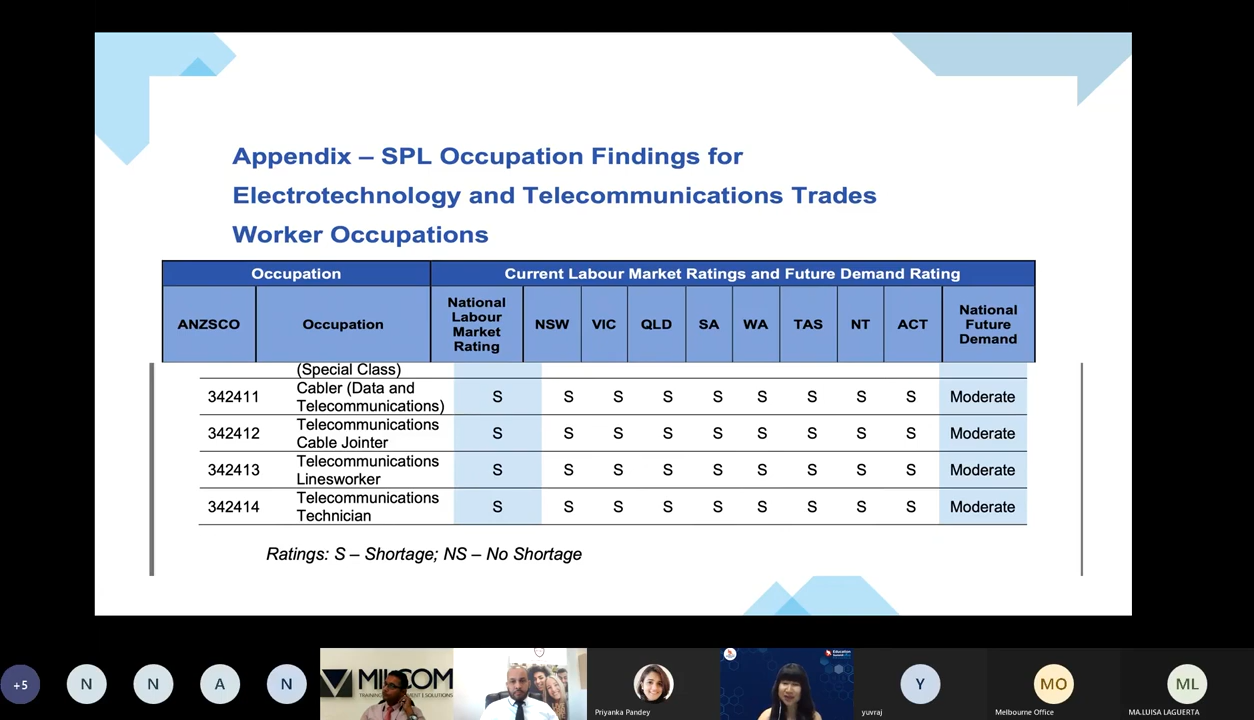 Appendix – SPL Occupation Findings for
Electrotechnology and Telecommunications Trades
Worker Occupations
Occupation Current Labour Market Ratings and Future Demand Rating
ANZSCO Occupation National Labour Market Rating NSW VIC QLD SA WA TAS NT ACT National Future Demand
(Special Class)
342411 Cabler (Data and Telecommunications) S S S S S S S S S Moderate
342412 Telecommunications Cable Jointer S S S S S S S S S Moderate
342413 Telecommunications Linesworker S S S S S S S S S Moderate
342414 Telecommunications Technician S S S S S S S S S Moderate
Ratings: S – Shortage; NS – No Shortage
+5 N N A N MILCOM Y MO ML
Priyanka Pandey yuvraj Melbourne Office MA.LUISA LAGUERTA